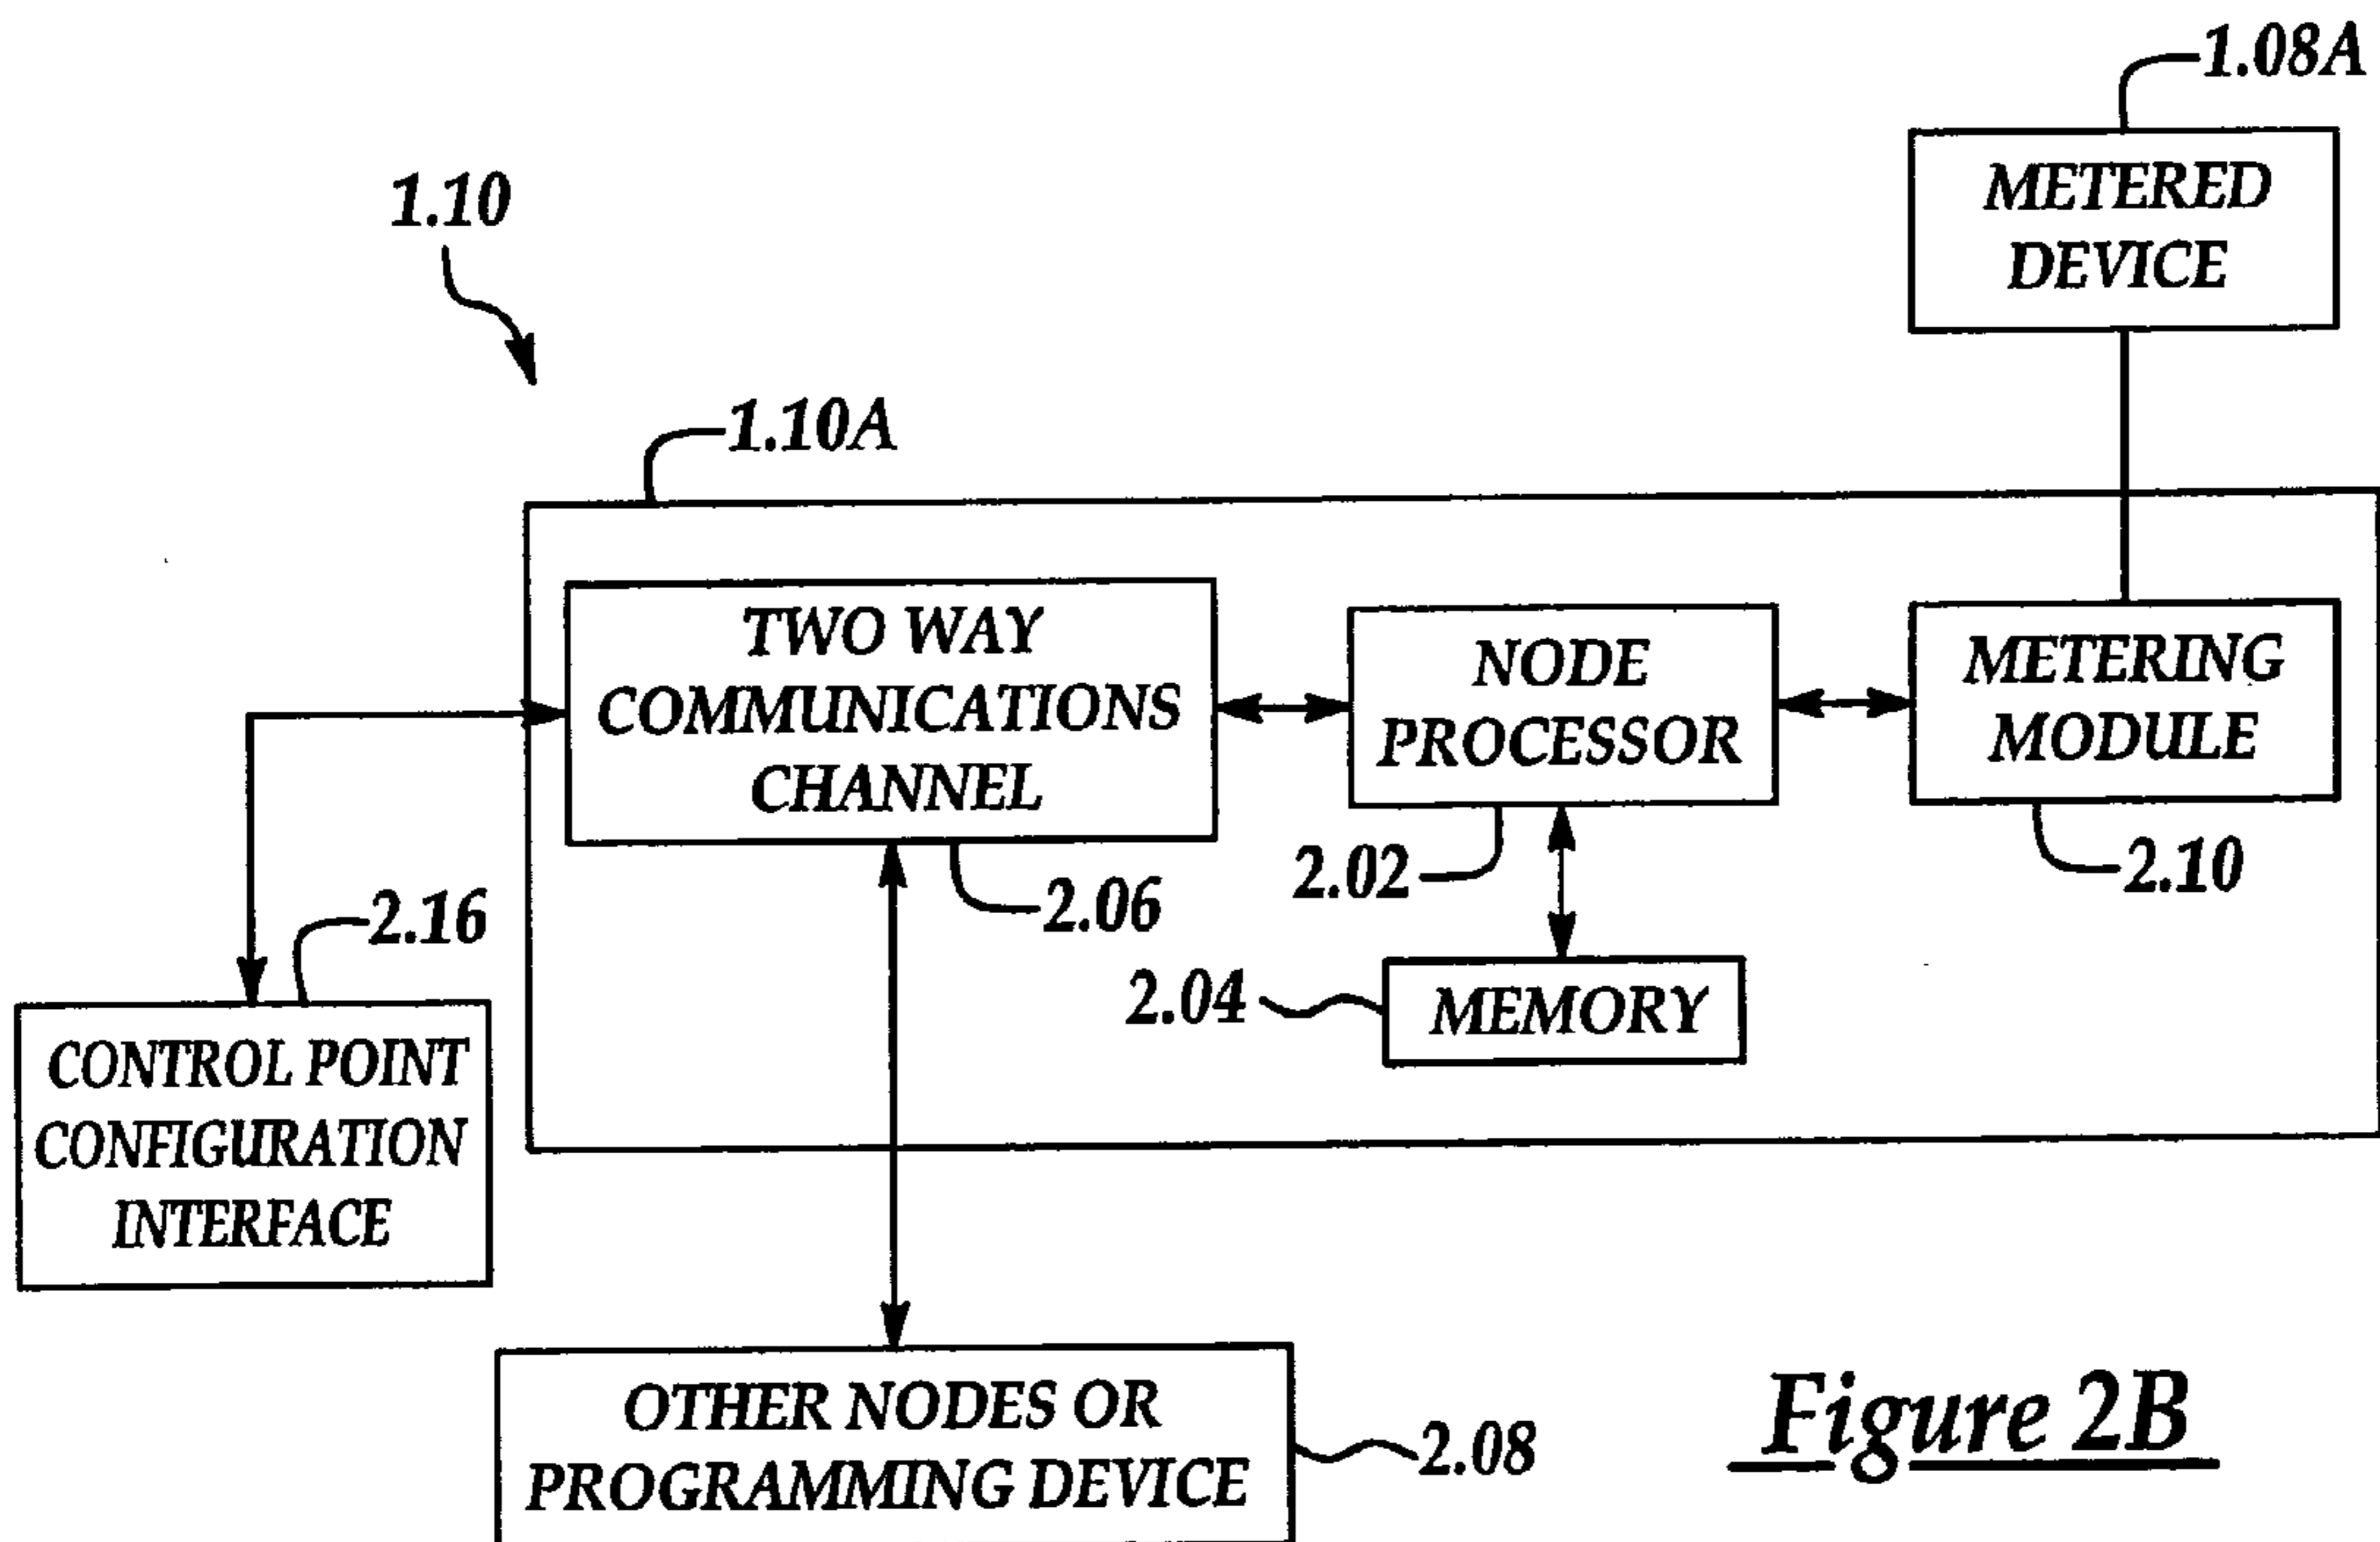 1.08A
METERED
DEVICE
1.10
1.10A
TWO WAY
COMMUNICATIONS
CHANNEL
NODE
PROCESSOR
METERING
MODULE
2.02
2.10
2.06
2.16
2.04
MEMORY
CONTROL POINT
CONFIGURATION
INTERFACE
OTHER NODES OR
PROGRAMMING DEVICE
2.08
Figure 2B